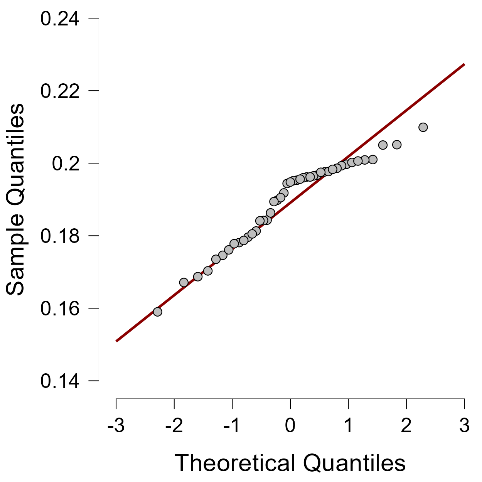 0.24
0.22
0.2
0.18
0.16
0.14
Sample Quantiles
-3 -2 -1 0 1 2 3
Theoretical Quantiles